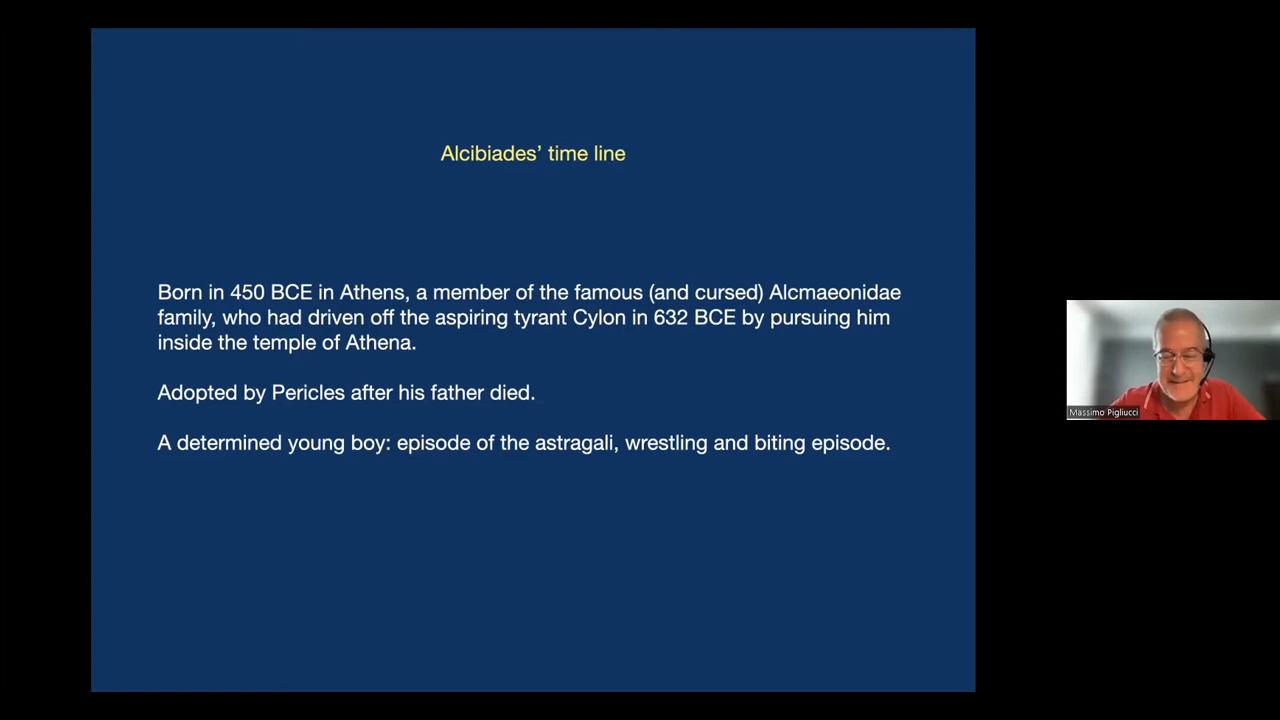 Alcibiades’ time line
Born in 450 BCE in Athens, a member of the famous (and cursed) Alcmaeonidae
family, who had driven off the aspiring tyrant Cylon in 632 BCE by pursuing him
inside the temple of Athena.
Adopted by Pericles after his father died.
A determined young boy: episode of the astragali, wrestling and biting episode.
Massimo Pigliucci